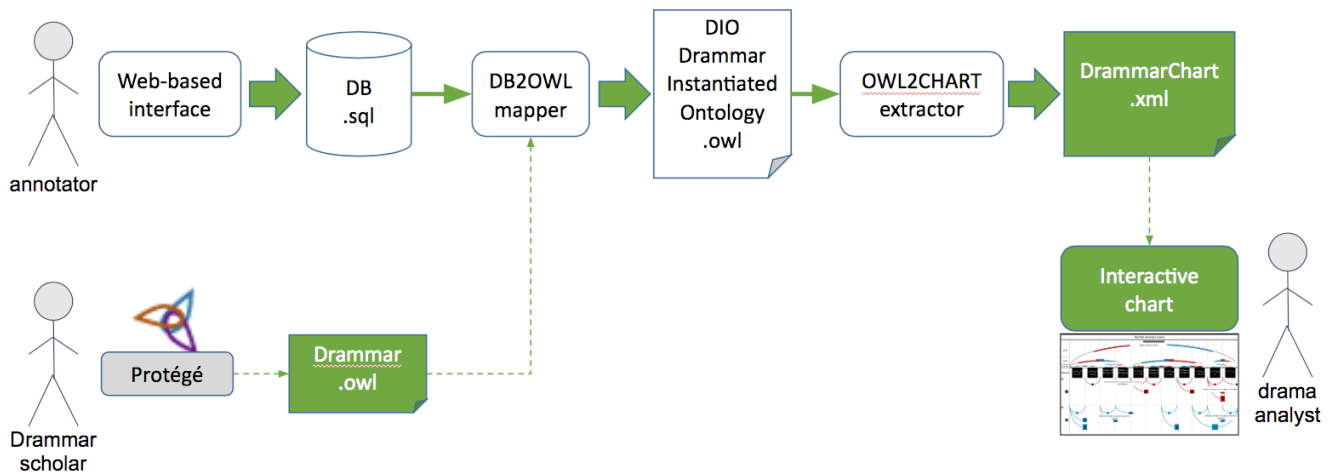 annotator
Web-based
interface
DB
.sql
DB2OWL
mapper
DIO
Drammar
Instantiated
Ontology
.owl
OWL2CHART
extractor
DrammarChart
.xml
Drammar
scholar
Protégé
Drammar
.owl
Interactive
chart
drama
analyst